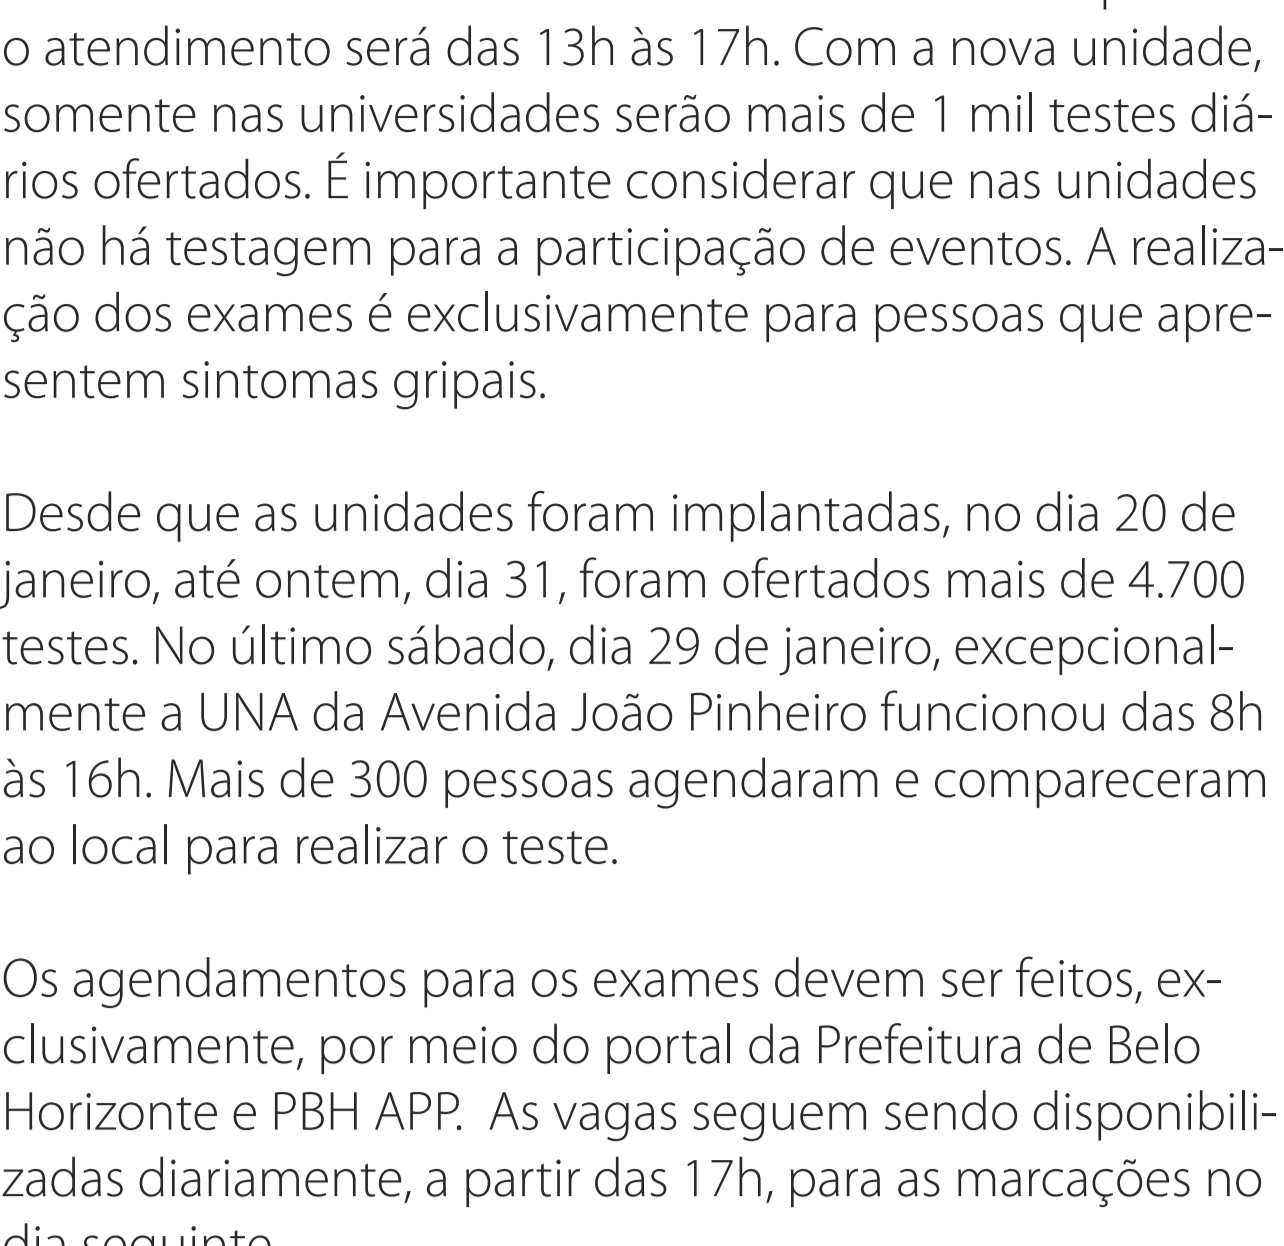 o atendimento será das 13h às 17h. Com a nova unidade,
somente nas universidades serão mais de 1 mil testes diá-
rios ofertados. É importante considerar que nas unidades
não há testagem para a participação de eventos. A realiza-
ção dos exames é exclusivamente para pessoas que apre-
sentem sintomas gripais.
Desde que as unidades foram implantadas, no dia 20 de
janeiro, até ontem, dia 31, foram ofertados mais de 4.700
testes. No último sábado, dia 29 de janeiro, excepcional-
mente a UNA da Avenida João Pinheiro funcionou das 8h
às 16h. Mais de 300 pessoas agendaram e compareceram
ao local para realizar o teste.
Os agendamentos para os exames devem ser feitos, ex-
clusivamente, por meio do portal da Prefeitura de Belo
Horizonte e PBH APP.  As vagas seguem sendo disponibili-
zadas diariamente, a partir das 17h, para as marcações no
dia seguinte